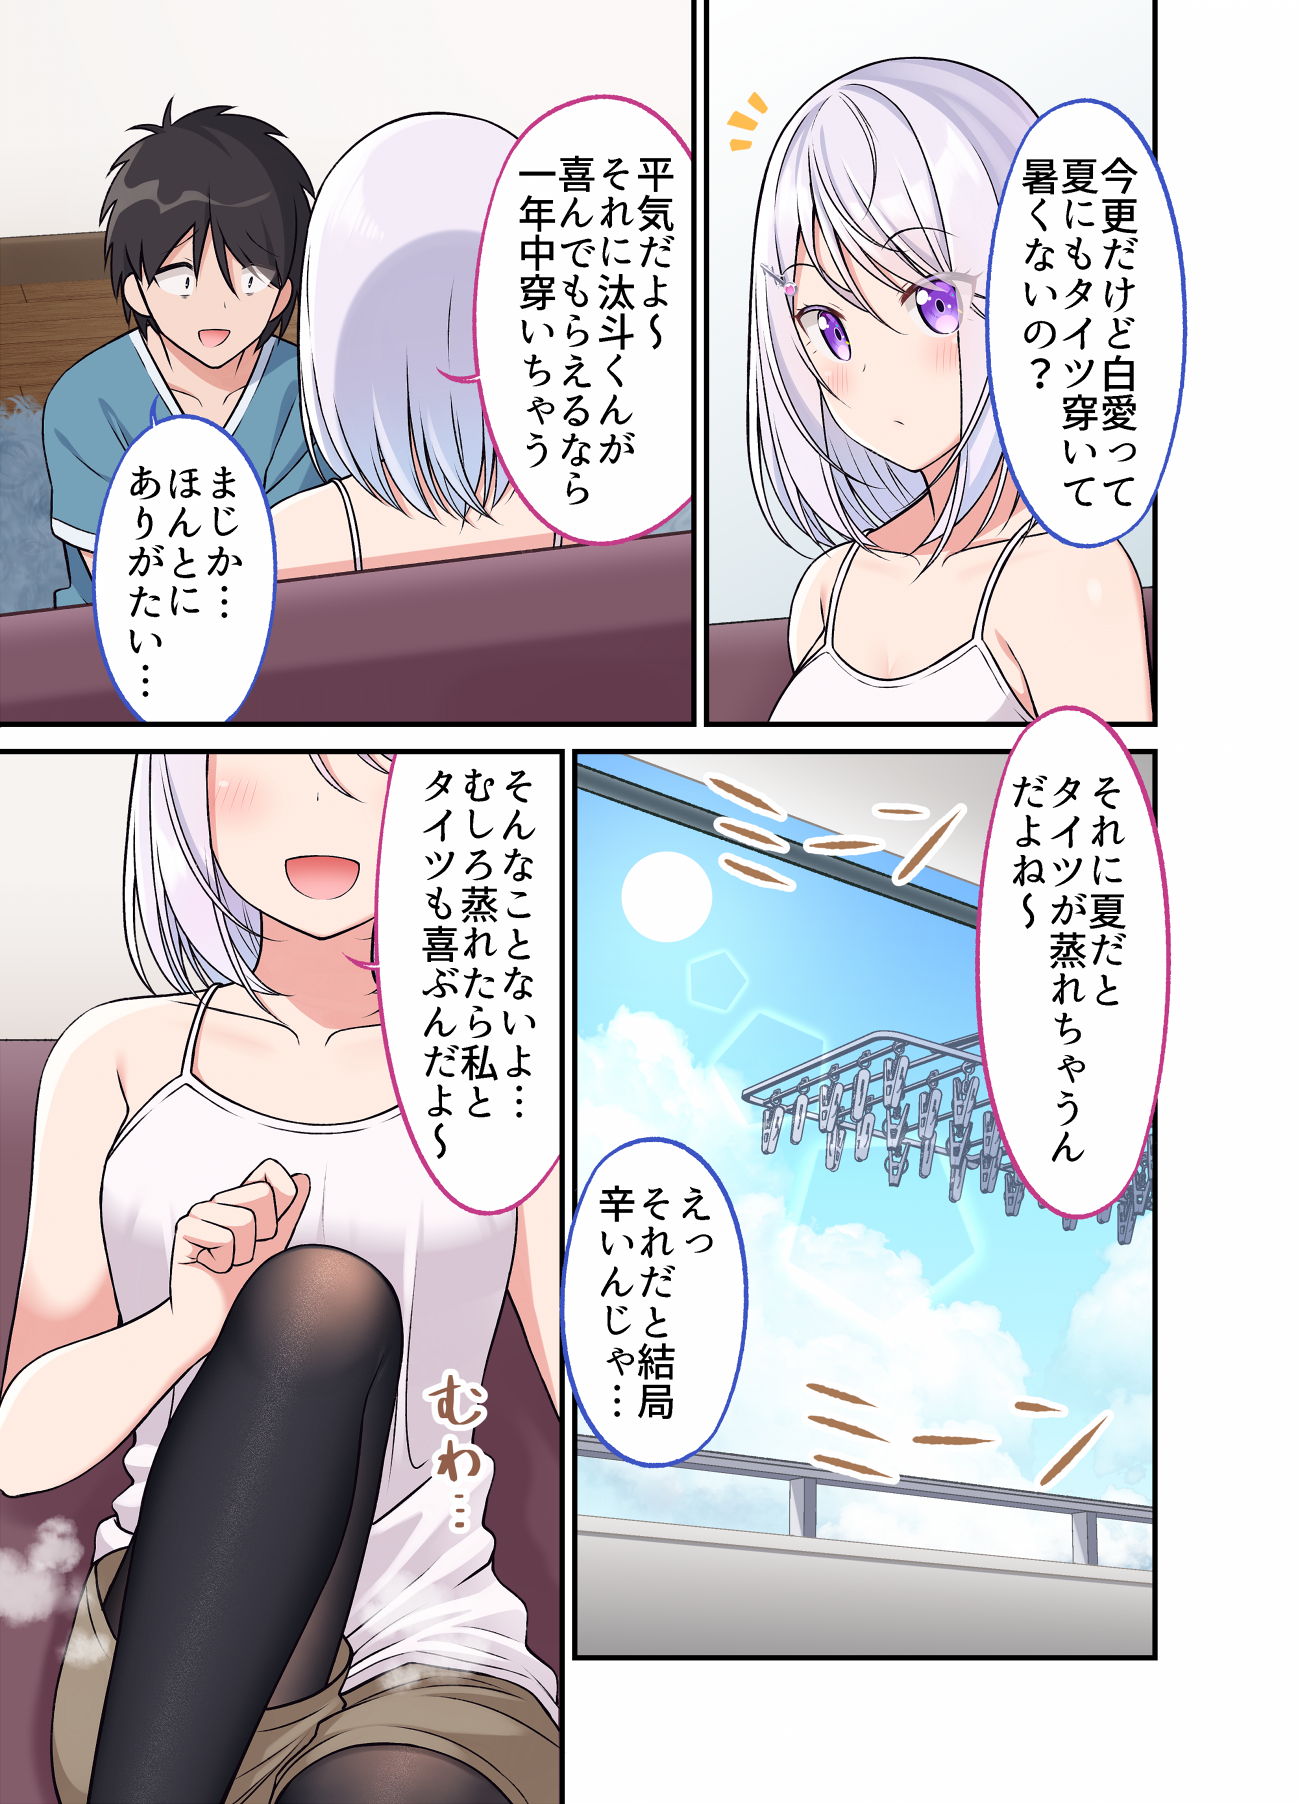 今更だけど白愛って
夏にもタイツ穿いて
暑くないの？
平気だよ～
それに汰斗くんが
喜んでもらえるなら
一年中穿いちゃう
まじか…
ほんとに
ありがたい…
それに夏だと
タイツが蒸れちゃうん
だよね～
えっ
それだと結局
辛いんじゃ…
そんなことないよ…
むしろ蒸れたら私と
タイツも喜ぶんだよ～
むわ…